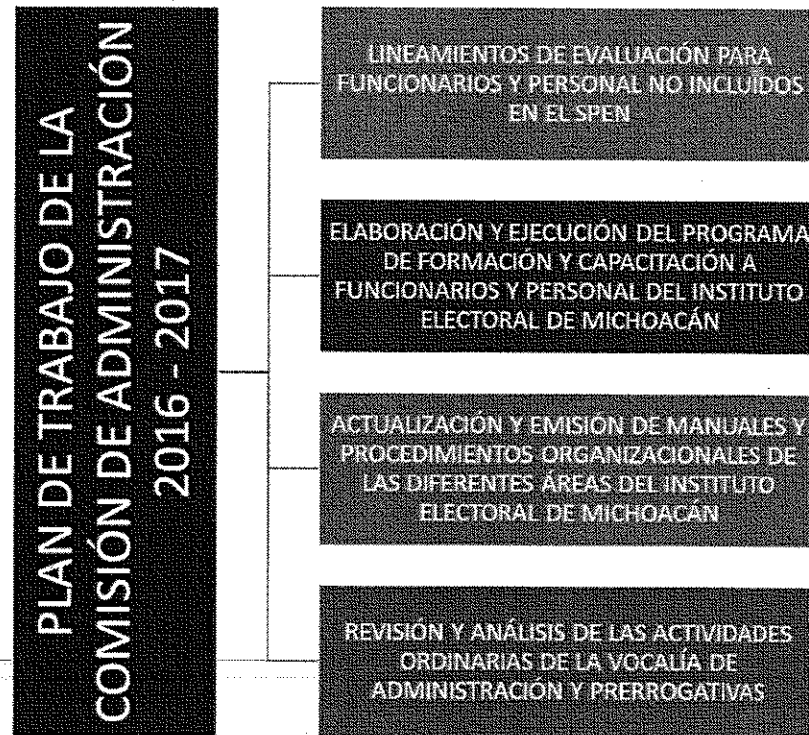 PLAN DE TRABAJO DE LA
COMISIÓN DE ADMINISTRACIÓN
2016 - 2017
LINEAMIENTOS DE EVALUACIÓN PARA
FUNCIONARIOS Y PERSONAL NO INCLUÍDOS
EN EL SPEN
ELABORACIÓN Y EJECUCIÓN DEL PROGRAMA
DE FORMACIÓN Y CAPACITACIÓN A
FUNCIONARIOS Y PERSONAL DEL INSTITUTO
ELECTORAL DE MICHOACÁN
ACTUALIZACIÓN Y EMISIÓN DE MANUALES Y
PROCEDIMIENTOS ORGANIZACIONALES DE
LAS DIFERENTES ÁREAS DEL INSTITUTO
ELECTORAL DE MICHOACÁN
REVISIÓN Y ANÁLISIS DE LAS ACTIVIDADES
ORDINARIAS DE LA VOCALÍA DE
ADMINISTRACIÓN Y PRERROGATIVAS